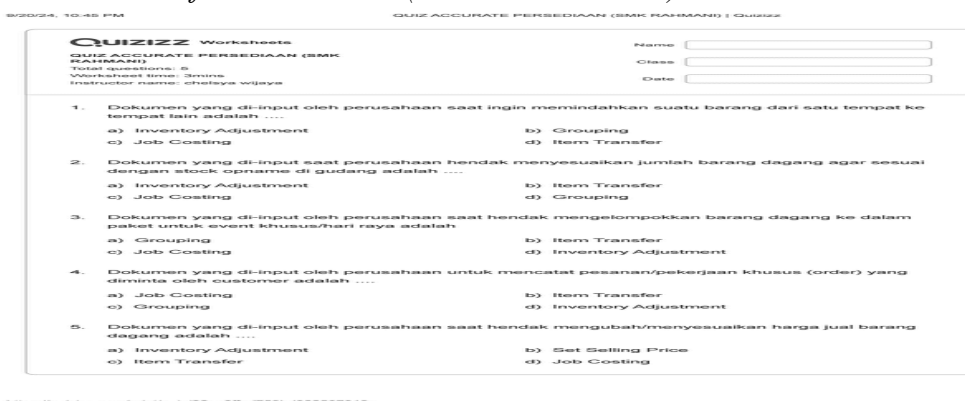 9/20/24, 10:45 PM
QUIZ ACCURATE PERSEDIAAN (SMK RAHMANI) | Quizizz
QUIZIZZ Worksheets
QUIZ ACCURATE PERSEDIAAN (SMK
RAHMANI)
Total questions: 5
Worksheet time: 3mins
Instructor name: chelsya wijaya
Name
Class
Date
1. Dokumen yang di-input oleh perusahaan saat ingin memindahkan suatu barang dari satu tempat ke
tempat lain adalah ....
a) Inventory Adjustment b) Grouping
c) Job Costing d) Item Transfer
2. Dokumen yang di-input saat perusahaan hendak menyesuaikan jumlah barang dagang agar sesuai
dengan stock opname di gudang adalah ....
a) Inventory Adjustment b) Item Transfer
c) Job Costing d) Grouping
3. Dokumen yang di-input oleh perusahaan saat hendak mengelompokkan barang dagang ke dalam
paket untuk event khusus/hari raya adalah
a) Grouping b) Item Transfer
c) Job Costing d) Inventory Adjustment
4. Dokumen yang di-input oleh perusahaan untuk mencatat pesanan/pekerjaan khusus (order) yang
diminta oleh customer adalah ....
a) Job Costing b) Item Transfer
c) Grouping d) Inventory Adjustment
5. Dokumen yang di-input oleh perusahaan saat hendak mengubah/menyesuaikan harga jual barang
dagang adalah ....
a) Inventory Adjustment b) Set Selling Price
c) Item Transfer d) Job Costing